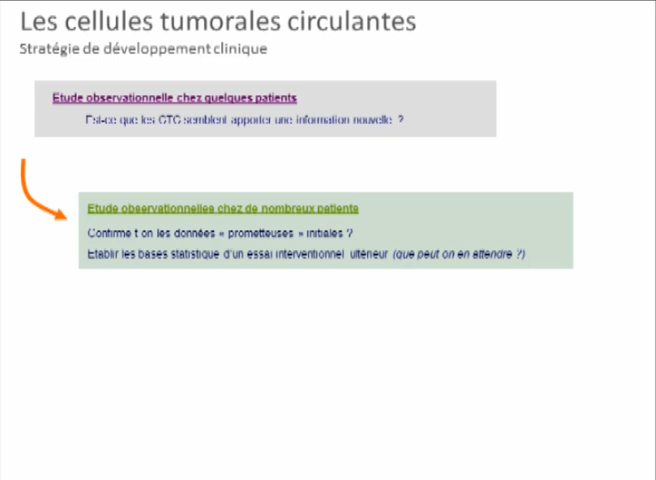 Les cellules tumorales circulantes
Stratégie de développement clinique
Etude observationnelle chez quelques patients
Est-ce que les CTC semblent apporter une information nouvelle ?
Etude observationnelles chez de nombreux patients
Confirme t on les données « prometteuses » initiales ?
Etablir les bases statistique d'un essai interventionnel ultérieur (que peut on en attendre ?)